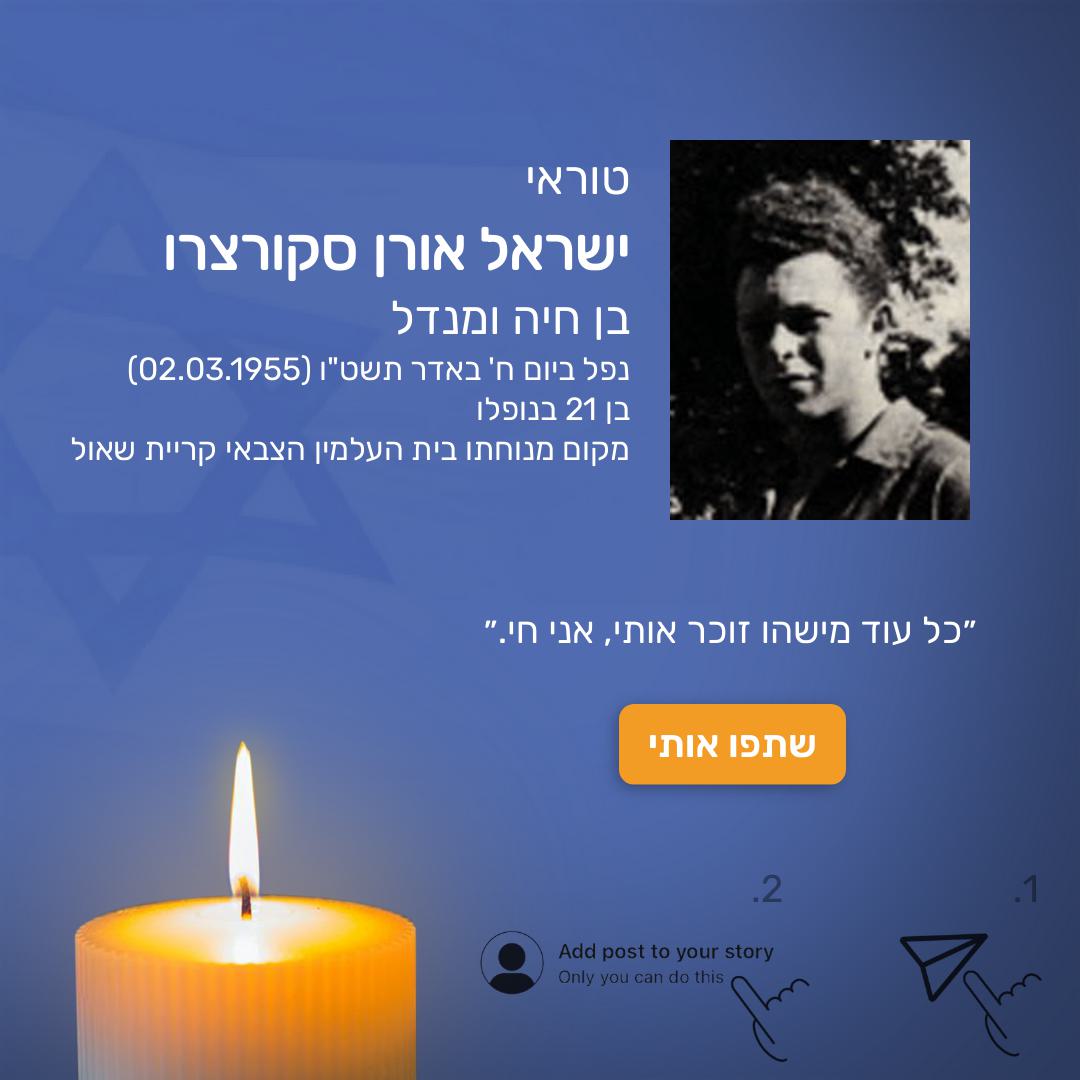 טוראי
ישראל אורן סקורצרו
בן חיה ומנדל
נפל ביום ח' באדר תשט"ו (02.03.1955)
בן 21 בנופלו
מקום מנוחתו בית העלמין הצבאי קריית שאול
״כל עוד מישהו זוכר אותי, אני חי.״
שתפו אותי
1.
2.
Add post to your story
Only you can do this